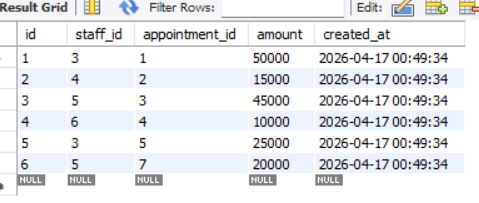 Result Grid Filter Rows: Edit:
id staff_id appointment_id amount created_at
1 3 1 50000 2026-04-17 00:49:34
2 4 2 15000 2026-04-17 00:49:34
3 5 3 45000 2026-04-17 00:49:34
4 6 4 10000 2026-04-17 00:49:34
5 3 5 25000 2026-04-17 00:49:34
6 5 7 20000 2026-04-17 00:49:34
NULL NULL NULL NULL NULL